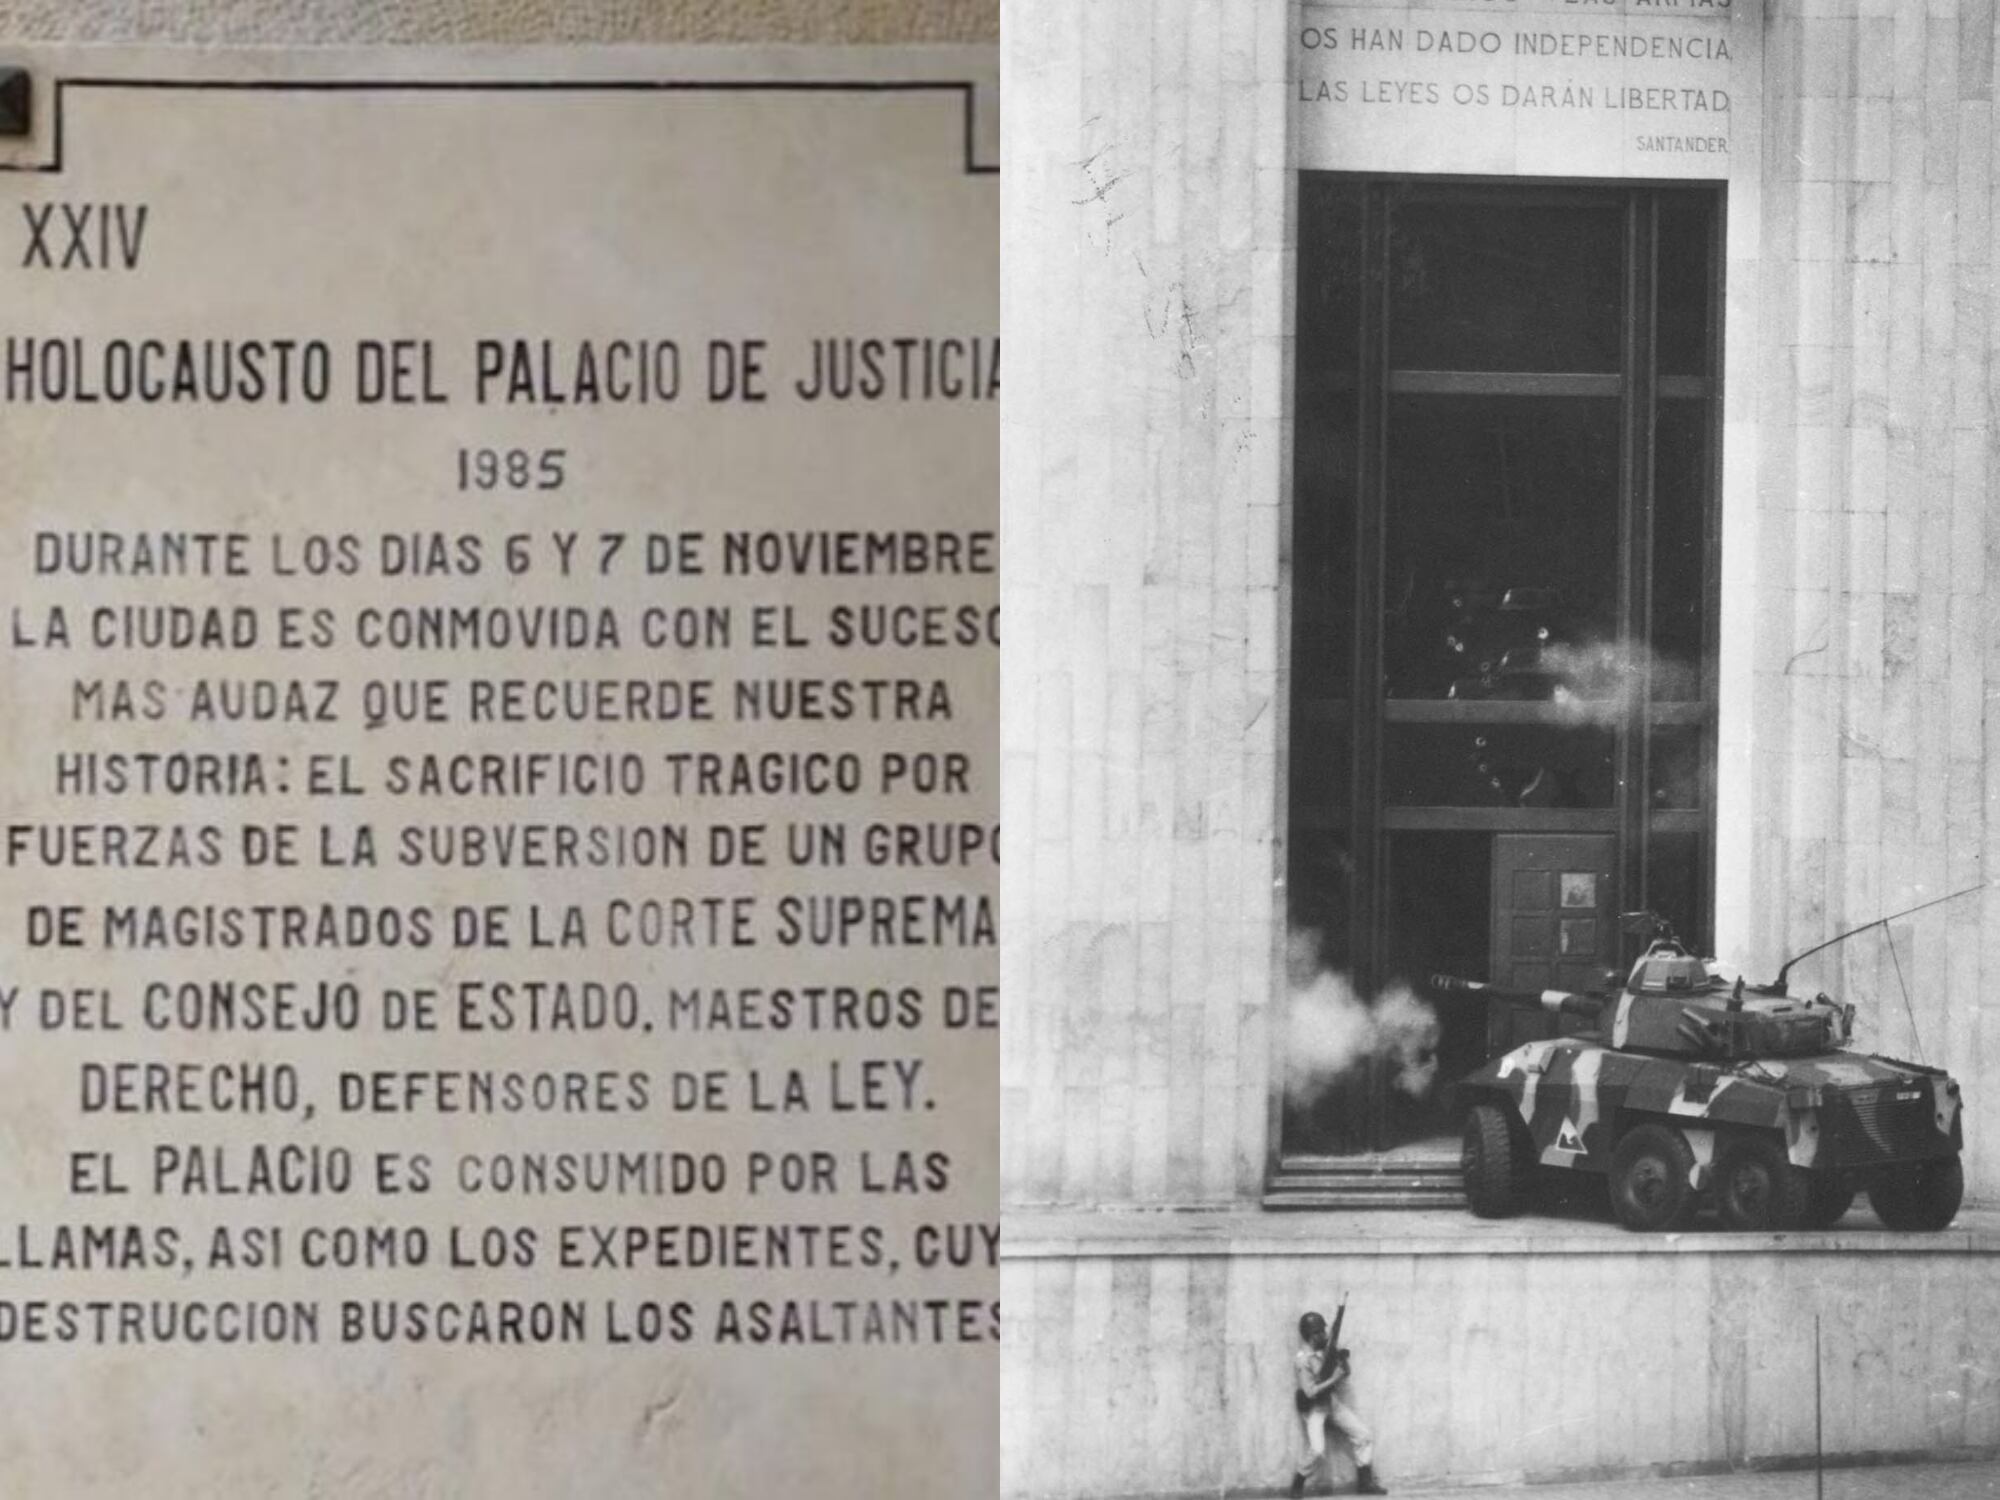 XXIV
HOLOCAUSTO DEL PALACIO DE JUSTICIA
1985
DURANTE LOS DIAS 6 Y 7 DE NOVIEMBRE
LA CIUDAD ES CONMOVIDA CON EL SUCESO
MAS AUDAZ QUE RECUERDE NUESTRA
HISTORIA: EL SACRIFICIO TRAGICO POR
FUERZAS DE LA SUBVERSION DE UN GRUPO
DE MAGISTRADOS DE LA CORTE SUPREMA
Y DEL CONSEJO DE ESTADO, MAESTROS DE
DERECHO, DEFENSORES DE LA LEY.
EL PALACIO ES CONSUMIDO POR LAS
LLAMAS, ASI COMO LOS EXPEDIENTES, CUY
DESTRUCCION BUSCARON LOS ASALTANTES
LAS ARMAS
OS HAN DADO INDEPENDENCIA
LAS LEYES OS DARÁN LIBERTAD
SANTANDER